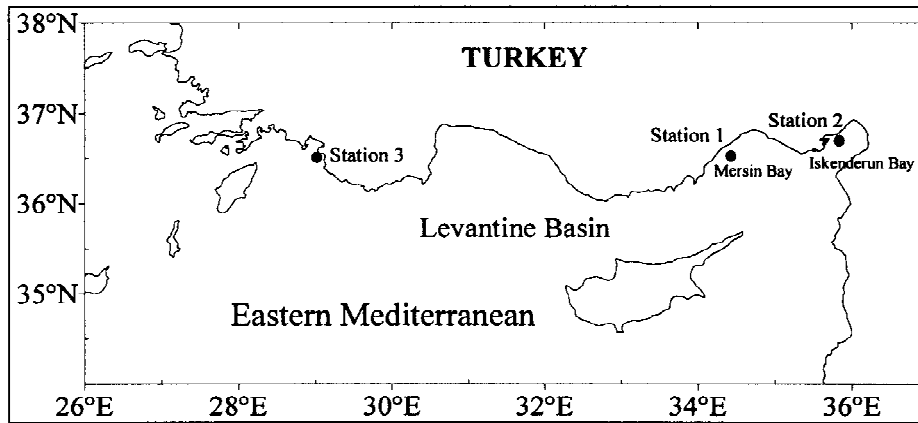 38°N
TURKEY
37°N
Station 1
Station 2
Station 3
Mersin Bay
Iskenderun Bay
36°N
Levantine Basin
35°N
Eastern Mediterranean
26°E
28°E
30°E
32°E
34°E
36°E